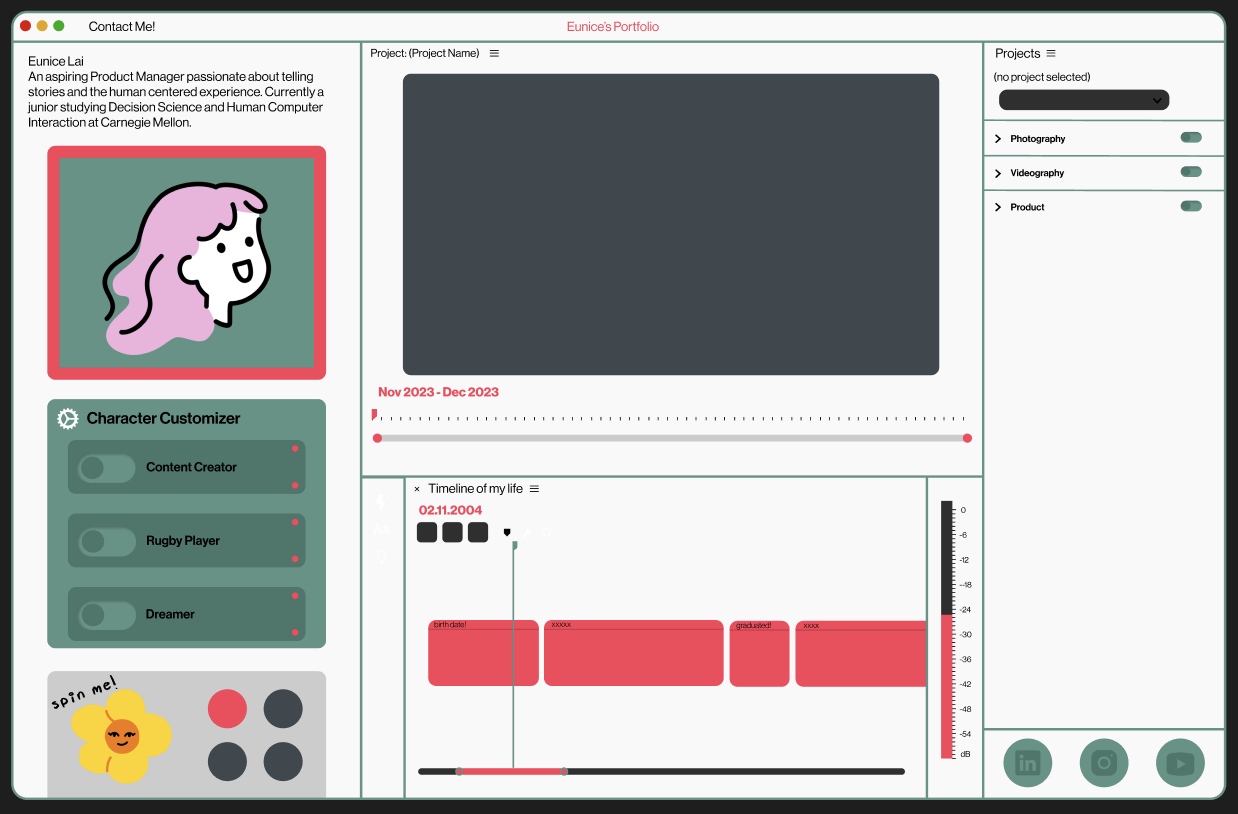 Contact Me!
Eunice's Portfolio
Eunice Lai
An aspiring Product Manager passionate about telling
stories and the human centered experience. Currently a
junior studying Decision Science and Human Computer
Interaction at Carnegie Mellon.
Character Customizer
Content Creator
Rugby Player
Dreamer
spin me!
Project: (Project Name)
Nov 2023 - Dec 2023
× Timeline of my life
02.11.2004
Aa
birth date!
xxxxx
graduated!
xxxx
0
-6
-12
-18
-24
-30
-36
-42
-48
-54
dB
Projects
(no project selected)
Photography
Videography
Product
in